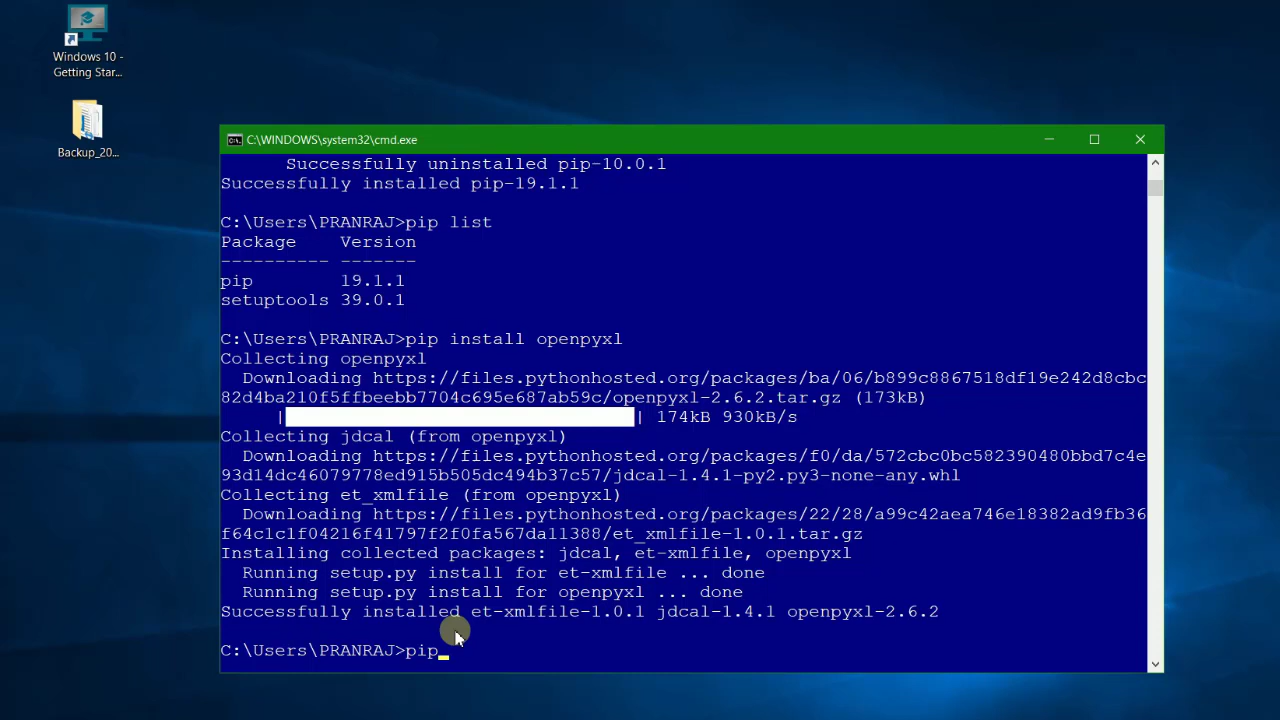 Windows 10 -
Getting Star...
Backup_20...
C:\WINDOWS\system32\cmd.exe
Successfully uninstalled pip-10.0.1
Successfully installed pip-19.1.1
C:\Users\PRANRAJ>pip list
Package    Version
---------- -------
pip        19.1.1
setuptools 39.0.1
C:\Users\PRANRAJ>pip install openpyxl
Collecting openpyxl
Downloading https://files.pythonhosted.org/packages/ba/06/b899c8867518df19e242d8cbc
82d4ba210f5ffbeebb7704c695e687ab59c/openpyxl-2.6.2.tar.gz (173kB)
| | 174kB 930kB/s
Collecting jdcal (from openpyxl)
Downloading https://files.pythonhosted.org/packages/f0/da/572cbc0bc582390480bbd7c4e
93d14dc46079778ed915b505dc494b37c57/jdcal-1.4.1-py2.py3-none-any.whl
Collecting et_xmlfile (from openpyxl)
Downloading https://files.pythonhosted.org/packages/22/28/a99c42aea746e18382ad9fb36
f64c1c1f04216f41797f2f0fa567da11388/et_xmlfile-1.0.1.tar.gz
Installing collected packages: jdcal, et-xmlfile, openpyxl
Running setup.py install for et-xmlfile ... done
Running setup.py install for openpyxl ... done
Successfully installed et-xmlfile-1.0.1 jdcal-1.4.1 openpyxl-2.6.2
C:\Users\PRANRAJ>pip_